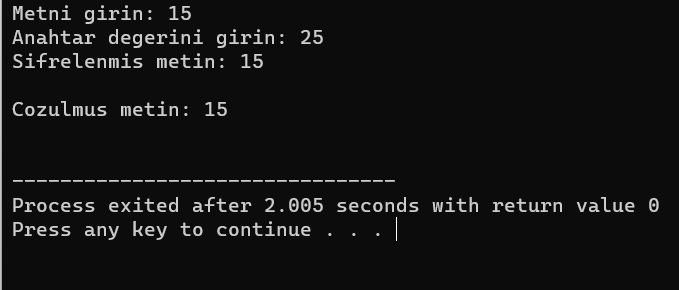 Metni girin: 15
Anahtar degerini girin: 25
Sifrelenmis metin: 15
Cozulmus metin: 15
--------------------------------
Process exited after 2.005 seconds with return value 0
Press any key to continue . . .